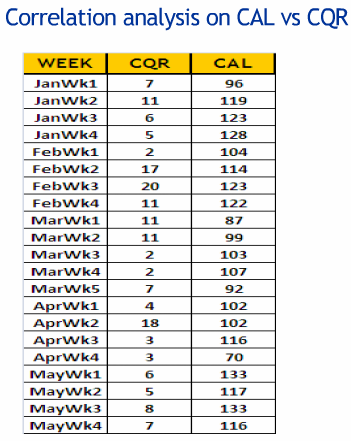 Correlation analysis on CAL vs CQR
WEEK CQR CAL
JanWk1 7 96
JanWk2 11 119
JanWk3 6 123
JanWk4 5 128
FebWk1 2 104
FebWk2 17 114
FebWk3 20 123
FebWk4 11 122
MarWk1 11 87
MarWk2 11 99
MarWk3 2 103
MarWk4 2 107
MarWk5 7 92
AprWk1 4 102
AprWk2 18 102
AprWk3 3 116
AprWk4 3 70
MayWk1 6 133
MayWk2 5 117
MayWk3 8 133
MayWk4 7 116